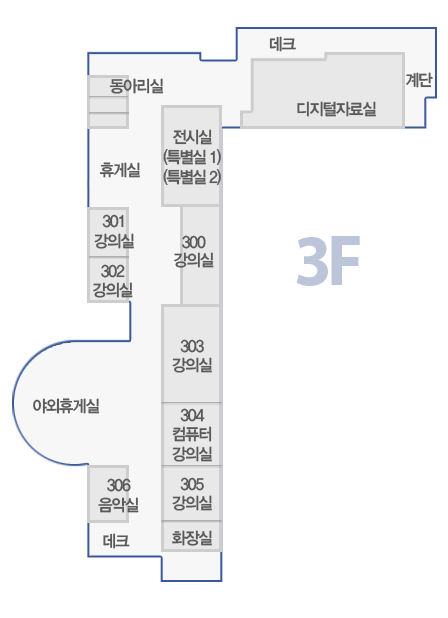 데크
계단
동아리실
디지털자료실
전시실
(특별실 1)
(특별실 2)
휴게실
301
강의실
300
강의실
3F
302
강의실
303
강의실
야외휴게실
304
컴퓨터
강의실
306
음악실
305
강의실
데크
화장실